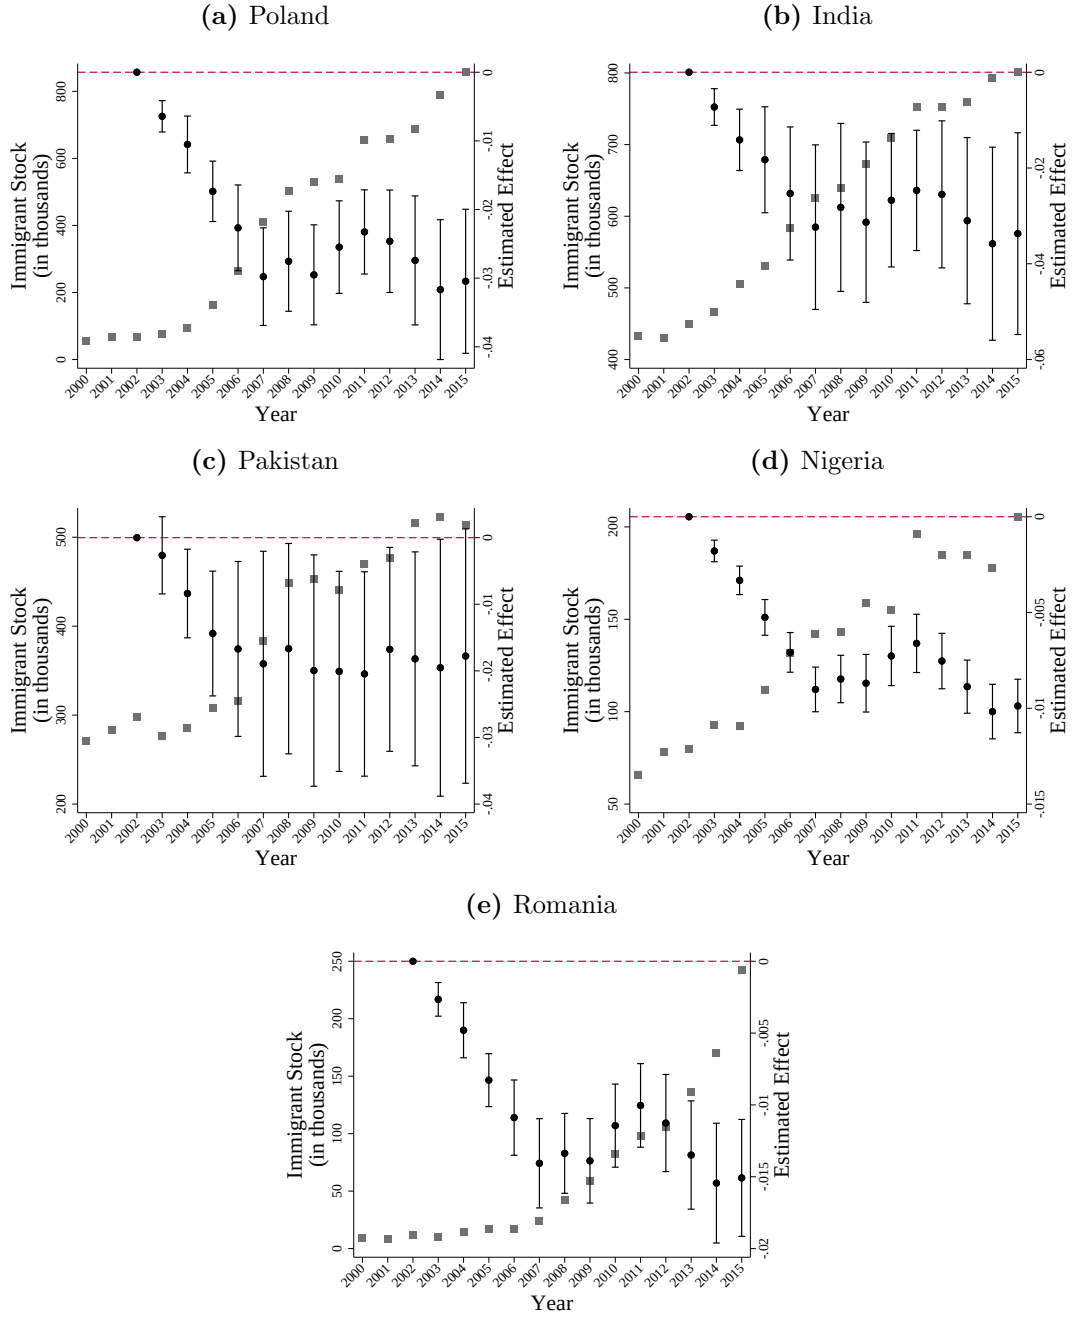 (a) Poland
Immigrant Stock
(in thousands)
800
600
400
200
0
0
-.01
-.02
-.03
-.04
Estimated Effect
2000 2001 2002 2003 2004 2005 2006 2007 2008 2009 2010 2011 2012 2013 2014 2015
Year
(b) India
Immigrant Stock
(in thousands)
800
700
600
500
400
0
-.02
-.04
-.06
Estimated Effect
2000 2001 2002 2003 2004 2005 2006 2007 2008 2009 2010 2011 2012 2013 2014 2015
Year
(c) Pakistan
Immigrant Stock
(in thousands)
500
400
300
200
0
-.01
-.02
-.03
-.04
Estimated Effect
2000 2001 2002 2003 2004 2005 2006 2007 2008 2009 2010 2011 2012 2013 2014 2015
Year
(d) Nigeria
Immigrant Stock
(in thousands)
200
150
100
50
0
-.005
-.01
-.015
Estimated Effect
2000 2001 2002 2003 2004 2005 2006 2007 2008 2009 2010 2011 2012 2013 2014 2015
Year
(e) Romania
Immigrant Stock
(in thousands)
250
200
150
100
50
0
0
-.005
-.01
-.015
-.02
Estimated Effect
2000 2001 2002 2003 2004 2005 2006 2007 2008 2009 2010 2011 2012 2013 2014 2015
Year